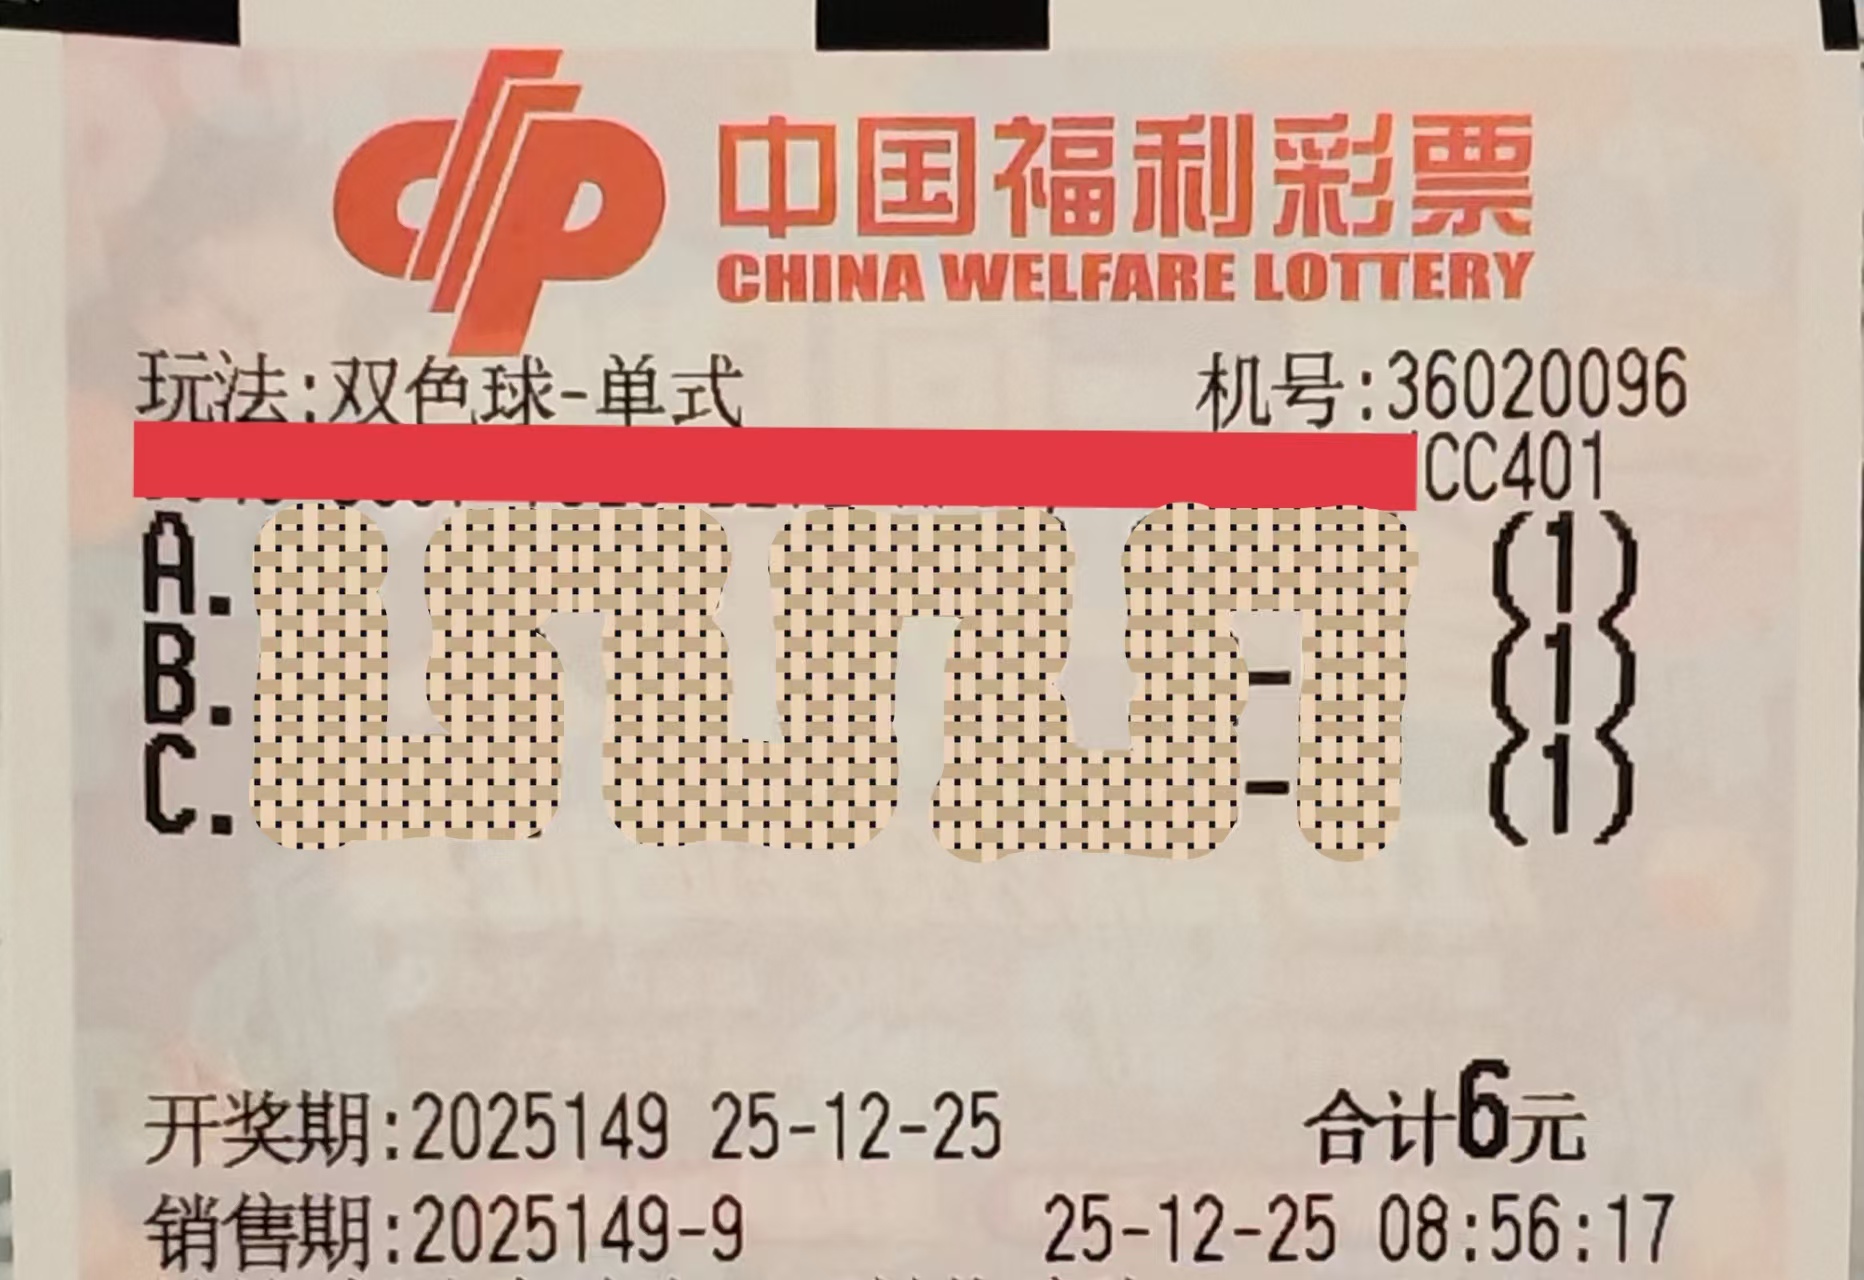 中国福利彩票
CHINA WELFARE LOTTERY
玩法:双色球-单式 机号:36020096
CC401
A. (1)
B. - (1)
C. - (1)
开奖期:2025149 25-12-25 合计6元
销售期:2025149-9 25-12-25 08:56:17